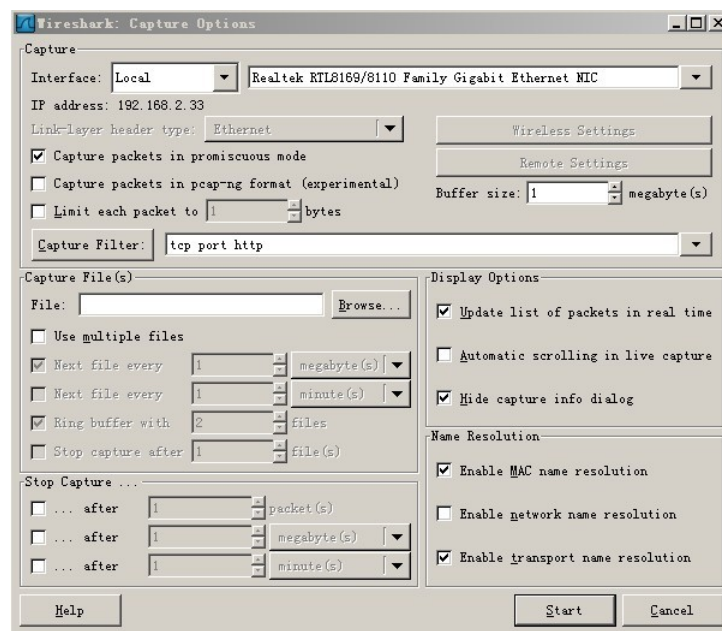 Wireshark: Capture Options
Capture
Interface: Local Realtek RTL8169/8110 Family Gigabit Ethernet NIC
IP address: 192.168.2.33
Link-layer header type: Ethernet
Wireless Settings
Capture packets in promiscuous mode
Remote Settings
Capture packets in pcap-ng format (experimental)
Buffer size: 1 megabyte(s)
Limit each packet to 1 bytes
Capture Filter: tcp port http
Capture File(s)
File: Browse...
Use multiple files
Next file every 1 megabyte(s)
Next file every 1 minute(s)
Ring buffer with 2 files
Stop capture after 1 file(s)
Display Options
Update list of packets in real time
Automatic scrolling in live capture
Hide capture info dialog
Name Resolution
Enable MAC name resolution
Enable network name resolution
Enable transport name resolution
Stop Capture ...
... after 1 packet(s)
... after 1 megabyte(s)
... after 1 minute(s)
Help
Start
Cancel